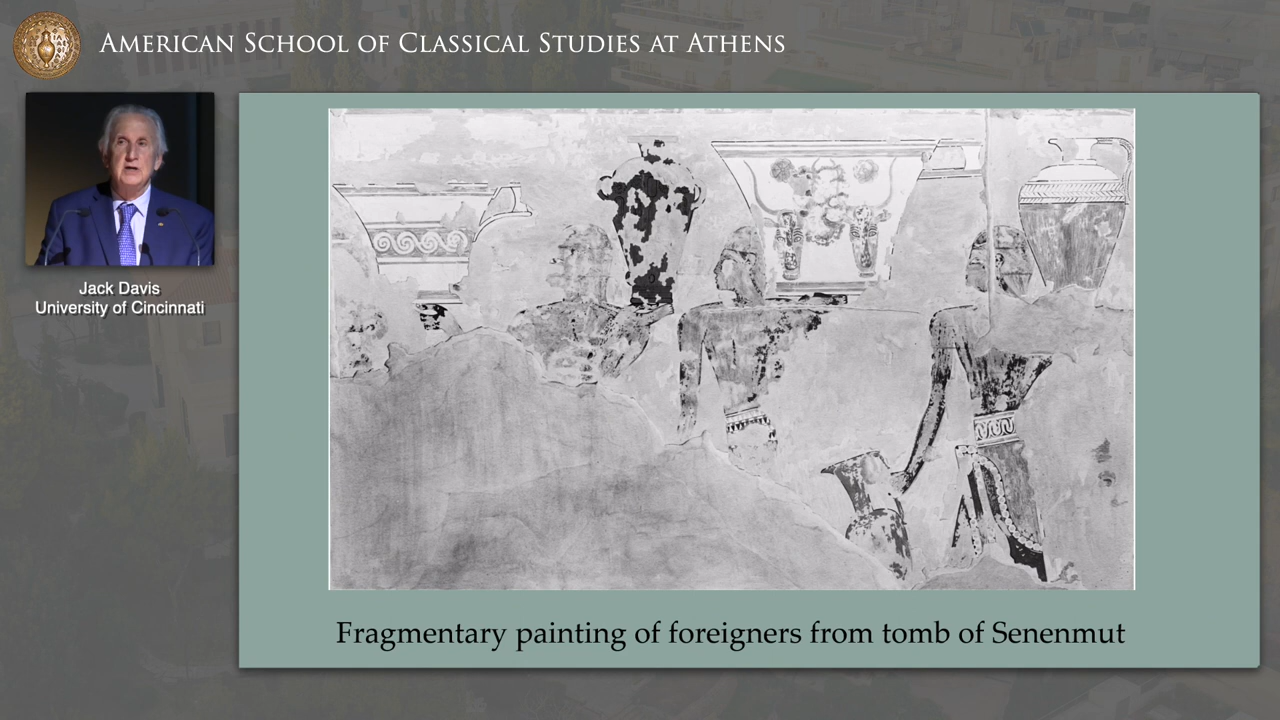 American School of Classical Studies at Athens
Jack Davis
University of Cincinnati
Fragmentary painting of foreigners from tomb of Senenmut